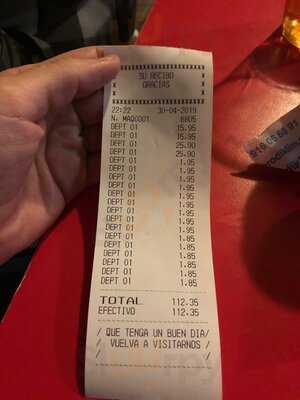 SU RECIBO
GRACIAS
22:22 30-04-2019
N. MAQ0001 6805
DEPT 01 15.95
DEPT 01 15.95
DEPT 01 25.90
DEPT 01 25.90
DEPT 01 1.95
DEPT 01 1.95
DEPT 01 1.95
DEPT 01 1.95
DEPT 01 1.95
DEPT 01 1.95
DEPT 01 1.95
DEPT 01 1.95
DEPT 01 1.95
DEPT 01 1.85
DEPT 01 1.85
DEPT 01 1.85
DEPT 01 1.85
DEPT 01 1.85
DEPT 01 1.85
TOTAL 112.35
EFECTIVO 112.35
/ QUE TENGA UN BUEN DIA/
/ VUELVA A VISITARNOS /